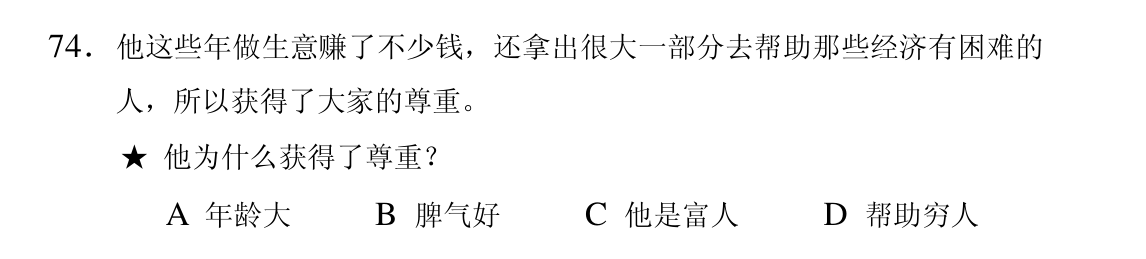 74. 他这些年做生意赚了不少钱，还拿出很大一部分去帮助那些经济有困难的
人，所以获得了大家的尊重。
★ 他为什么获得了尊重？
A 年龄大 B 脾气好 C 他是富人 D 帮助穷人